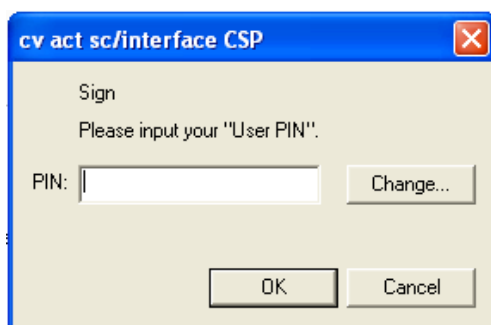 cv act sc/interface CSP
Sign
Please input your "User PIN".
PIN: Change...
OK Cancel